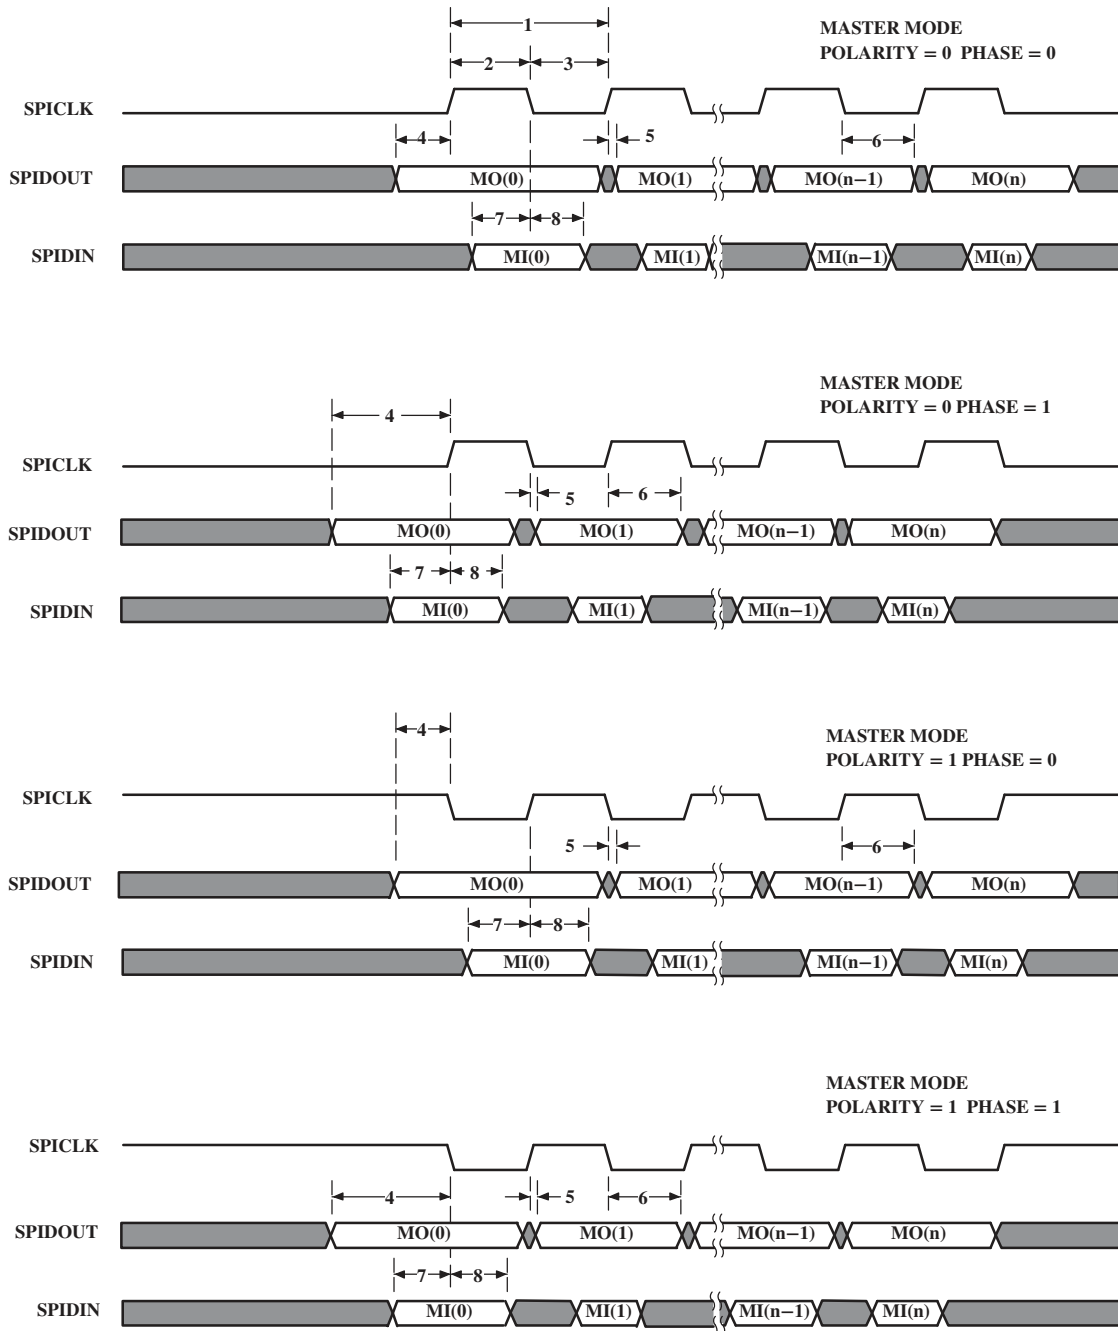 1
MASTER MODE
POLARITY = 0 PHASE = 0
2 3
SPICLK
4 5 6
SPIDOUT MO(0) MO(1) MO(n−1) MO(n)
7 8
SPIDIN MI(0) MI(1) MI(n−1) MI(n)
MASTER MODE
POLARITY = 0 PHASE = 1
4
SPICLK
5 6
SPIDOUT MO(0) MO(1) MO(n−1) MO(n)
7 8
SPIDIN MI(0) MI(1) MI(n−1) MI(n)
4
MASTER MODE
POLARITY = 1 PHASE = 0
SPICLK
5 6
SPIDOUT MO(0) MO(1) MO(n−1) MO(n)
7 8
SPIDIN MI(0) MI(1) MI(n−1) MI(n)
MASTER MODE
POLARITY = 1 PHASE = 1
SPICLK
4 5 6
SPIDOUT MO(0) MO(1) MO(n−1) MO(n)
7 8
SPIDIN MI(0) MI(1) MI(n−1) MI(n)